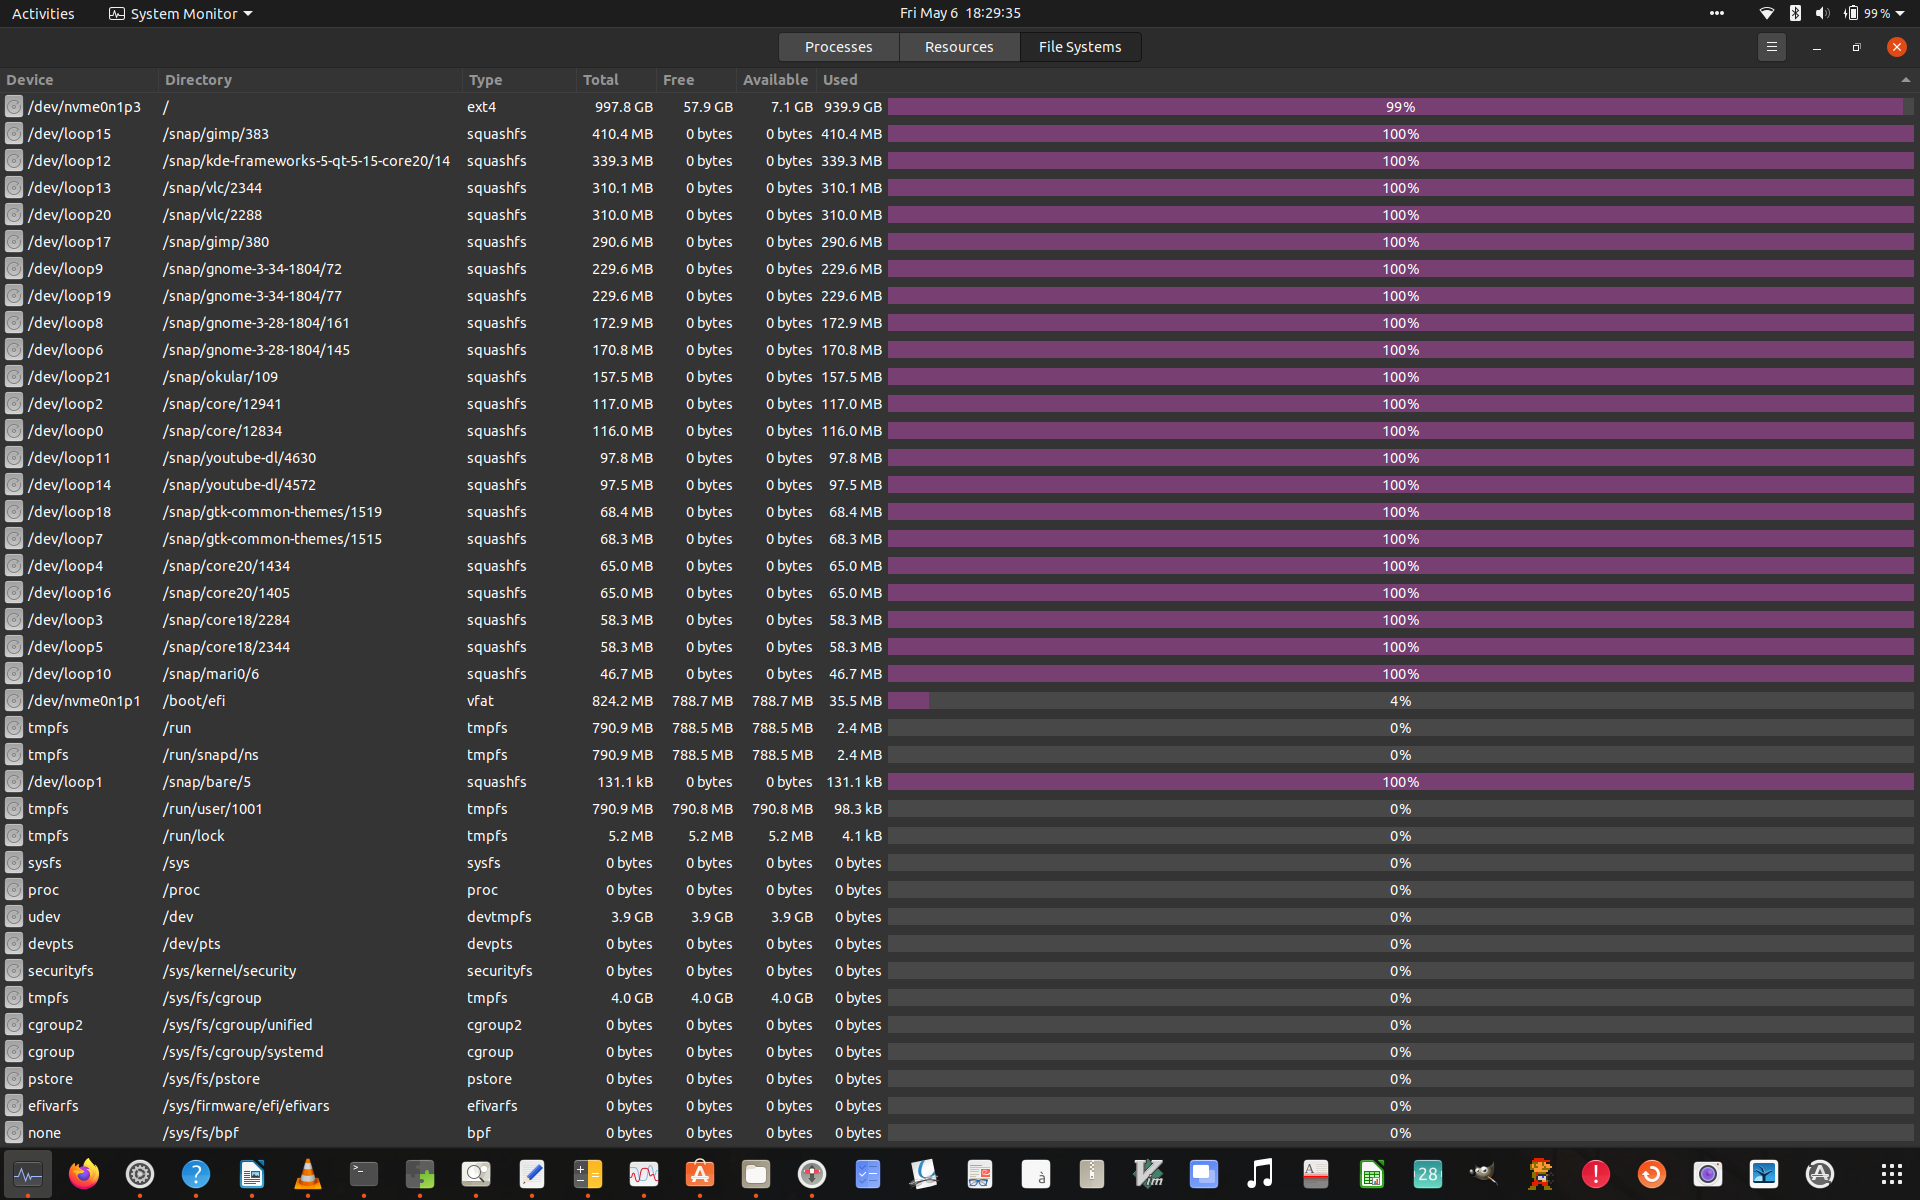 Activities System Monitor Fri May 6 18:29:35 99 %
Processes Resources File Systems
Device Directory Type Total Free Available Used
/dev/nvme0n1p3 / ext4 997.8 GB 57.9 GB 7.1 GB 939.9 GB 99%
/dev/loop15 /snap/gimp/383 squashfs 410.4 MB 0 bytes 0 bytes 410.4 MB 100%
/dev/loop12 /snap/kde-frameworks-5-qt-5-15-core20/14 squashfs 339.3 MB 0 bytes 0 bytes 339.3 MB 100%
/dev/loop13 /snap/vlc/2344 squashfs 310.1 MB 0 bytes 0 bytes 310.1 MB 100%
/dev/loop20 /snap/vlc/2288 squashfs 310.0 MB 0 bytes 0 bytes 310.0 MB 100%
/dev/loop17 /snap/gimp/380 squashfs 290.6 MB 0 bytes 0 bytes 290.6 MB 100%
/dev/loop9 /snap/gnome-3-34-1804/72 squashfs 229.6 MB 0 bytes 0 bytes 229.6 MB 100%
/dev/loop19 /snap/gnome-3-34-1804/77 squashfs 229.6 MB 0 bytes 0 bytes 229.6 MB 100%
/dev/loop8 /snap/gnome-3-28-1804/161 squashfs 172.9 MB 0 bytes 0 bytes 172.9 MB 100%
/dev/loop6 /snap/gnome-3-28-1804/145 squashfs 170.8 MB 0 bytes 0 bytes 170.8 MB 100%
/dev/loop21 /snap/okular/109 squashfs 157.5 MB 0 bytes 0 bytes 157.5 MB 100%
/dev/loop2 /snap/core/12941 squashfs 117.0 MB 0 bytes 0 bytes 117.0 MB 100%
/dev/loop0 /snap/core/12834 squashfs 116.0 MB 0 bytes 0 bytes 116.0 MB 100%
/dev/loop11 /snap/youtube-dl/4630 squashfs 97.8 MB 0 bytes 0 bytes 97.8 MB 100%
/dev/loop14 /snap/youtube-dl/4572 squashfs 97.5 MB 0 bytes 0 bytes 97.5 MB 100%
/dev/loop18 /snap/gtk-common-themes/1519 squashfs 68.4 MB 0 bytes 0 bytes 68.4 MB 100%
/dev/loop7 /snap/gtk-common-themes/1515 squashfs 68.3 MB 0 bytes 0 bytes 68.3 MB 100%
/dev/loop4 /snap/core20/1434 squashfs 65.0 MB 0 bytes 0 bytes 65.0 MB 100%
/dev/loop16 /snap/core20/1405 squashfs 65.0 MB 0 bytes 0 bytes 65.0 MB 100%
/dev/loop3 /snap/core18/2284 squashfs 58.3 MB 0 bytes 0 bytes 58.3 MB 100%
/dev/loop5 /snap/core18/2344 squashfs 58.3 MB 0 bytes 0 bytes 58.3 MB 100%
/dev/loop10 /snap/mari0/6 squashfs 46.7 MB 0 bytes 0 bytes 46.7 MB 100%
/dev/nvme0n1p1 /boot/efi vfat 824.2 MB 788.7 MB 788.7 MB 35.5 MB 4%
tmpfs /run tmpfs 790.9 MB 788.5 MB 788.5 MB 2.4 MB 0%
tmpfs /run/snapd/ns tmpfs 790.9 MB 788.5 MB 788.5 MB 2.4 MB 0%
/dev/loop1 /snap/bare/5 squashfs 131.1 kB 0 bytes 0 bytes 131.1 kB 100%
tmpfs /run/user/1001 tmpfs 790.9 MB 790.8 MB 790.8 MB 98.3 kB 0%
tmpfs /run/lock tmpfs 5.2 MB 5.2 MB 5.2 MB 4.1 kB 0%
sysfs /sys sysfs 0 bytes 0 bytes 0 bytes 0 bytes 0%
proc /proc proc 0 bytes 0 bytes 0 bytes 0 bytes 0%
udev /dev devtmpfs 3.9 GB 3.9 GB 3.9 GB 0 bytes 0%
devpts /dev/pts devpts 0 bytes 0 bytes 0 bytes 0 bytes 0%
securityfs /sys/kernel/security securityfs 0 bytes 0 bytes 0 bytes 0 bytes 0%
tmpfs /sys/fs/cgroup tmpfs 4.0 GB 4.0 GB 4.0 GB 0 bytes 0%
cgroup2 /sys/fs/cgroup/unified cgroup2 0 bytes 0 bytes 0 bytes 0 bytes 0%
cgroup /sys/fs/cgroup/systemd cgroup 0 bytes 0 bytes 0 bytes 0 bytes 0%
pstore /sys/fs/pstore pstore 0 bytes 0 bytes 0 bytes 0 bytes 0%
efivarfs /sys/firmware/efi/efivars efivarfs 0 bytes 0 bytes 0 bytes 0 bytes 0%
none /sys/fs/bpf bpf 0 bytes 0 bytes 0 bytes 0 bytes 0%
? >_ à Vim A 28 !